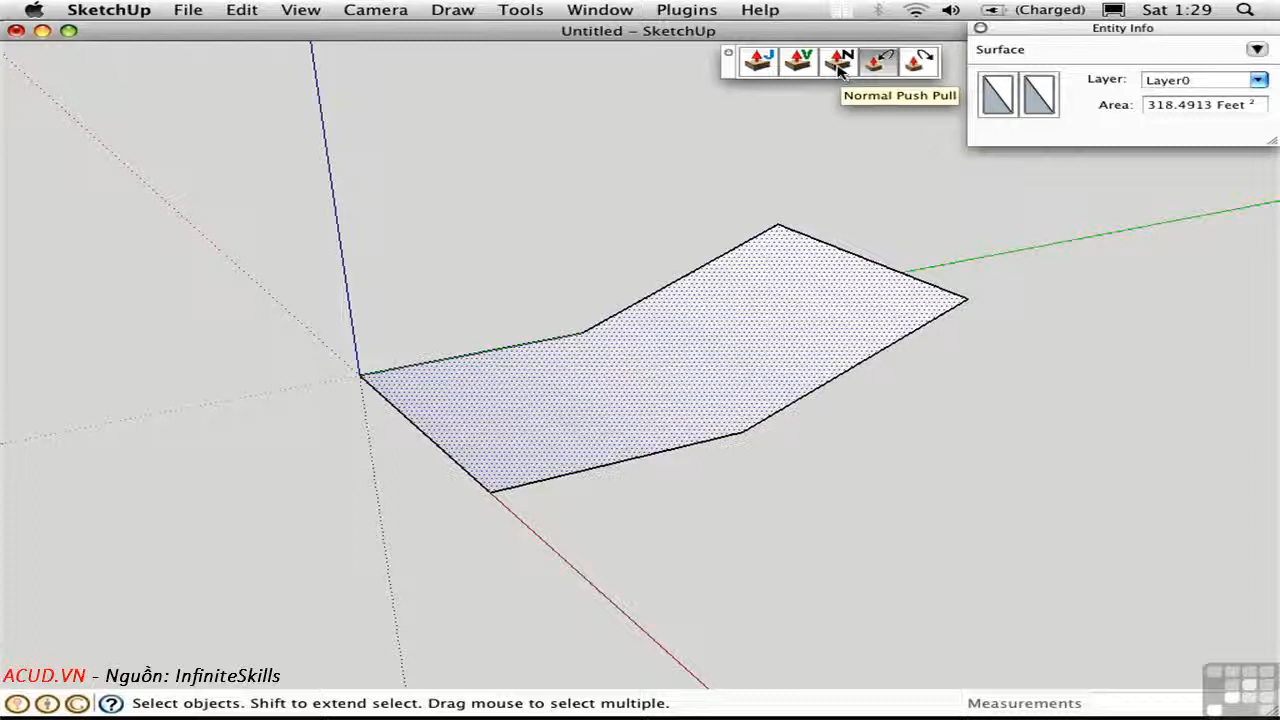 SketchUp File Edit View Camera Draw Tools Window Plugins Help (Charged) Sat 1:29
Untitled – SketchUp
Entity Info
Surface
Layer: Layer0
Area: 318.4913 Feet ²
J V N
Normal Push Pull
ACUD.VN - Nguồn: InfiniteSkills
Select objects. Shift to extend select. Drag mouse to select multiple. Measurements